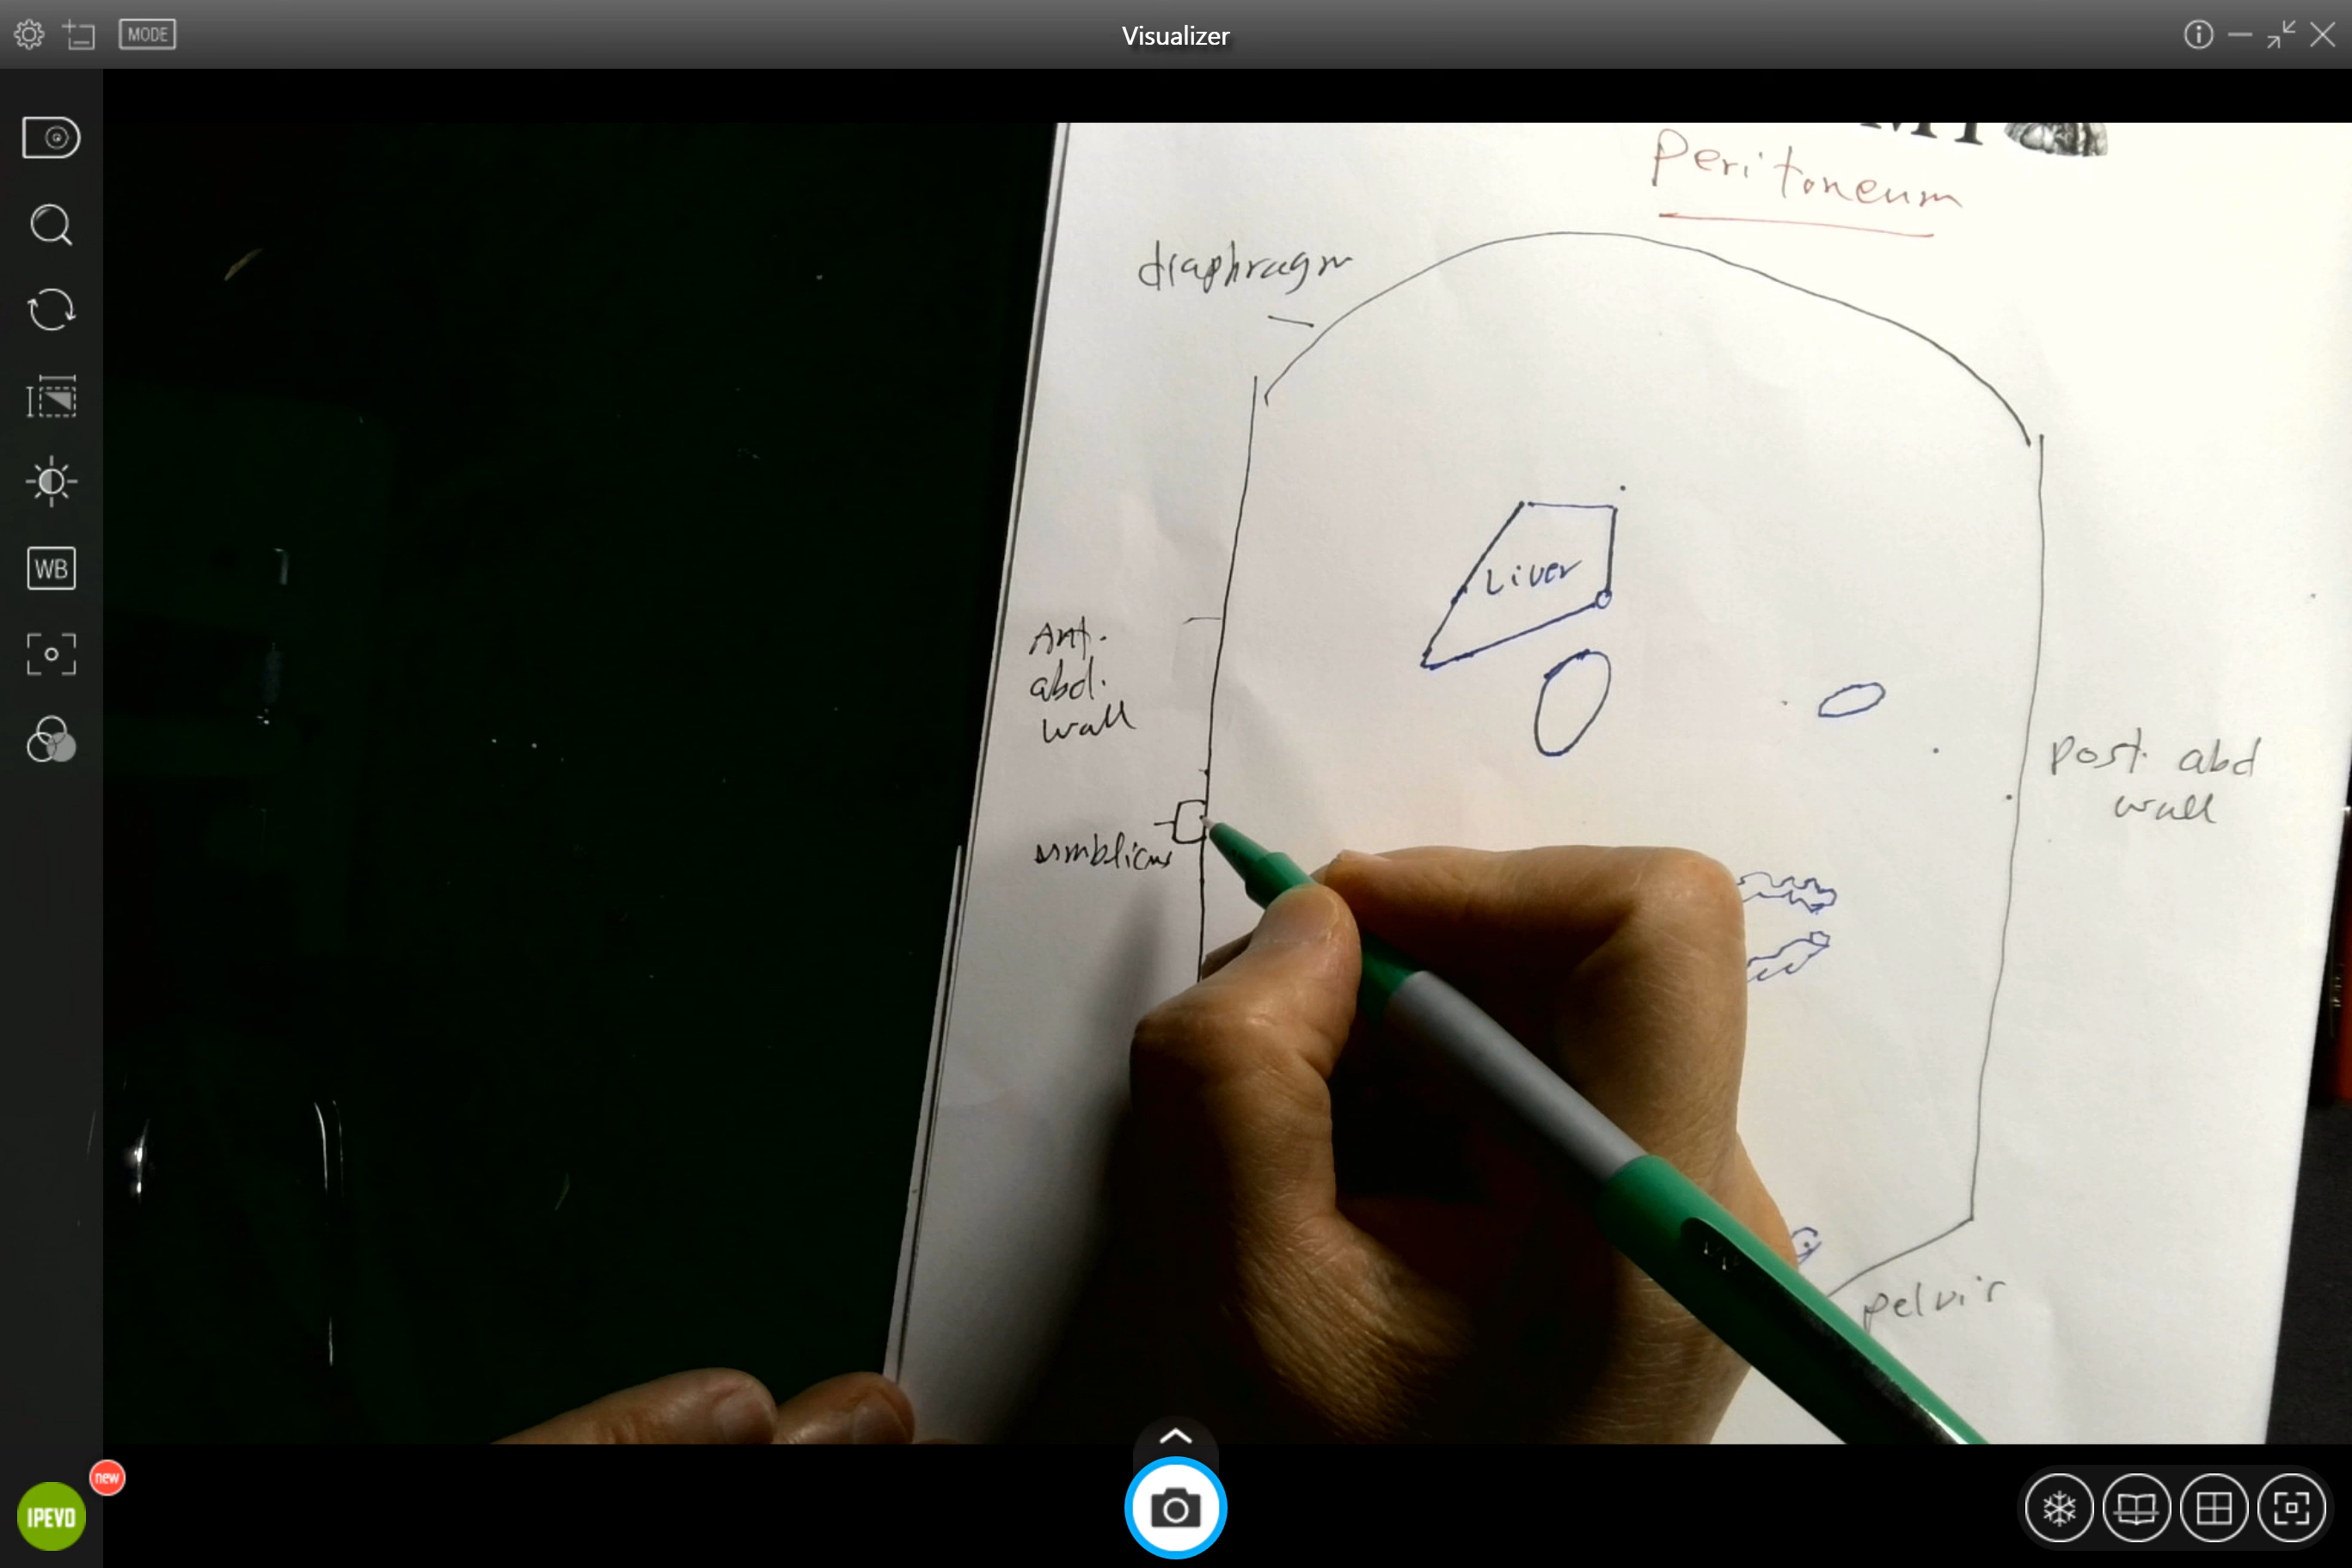 MODE
Visualizer
WB
Peritoneum
diaphragm
Liver
Ant.
abd.
wall
post. abd
wall
umblicus
pelvis
new
IPEVO